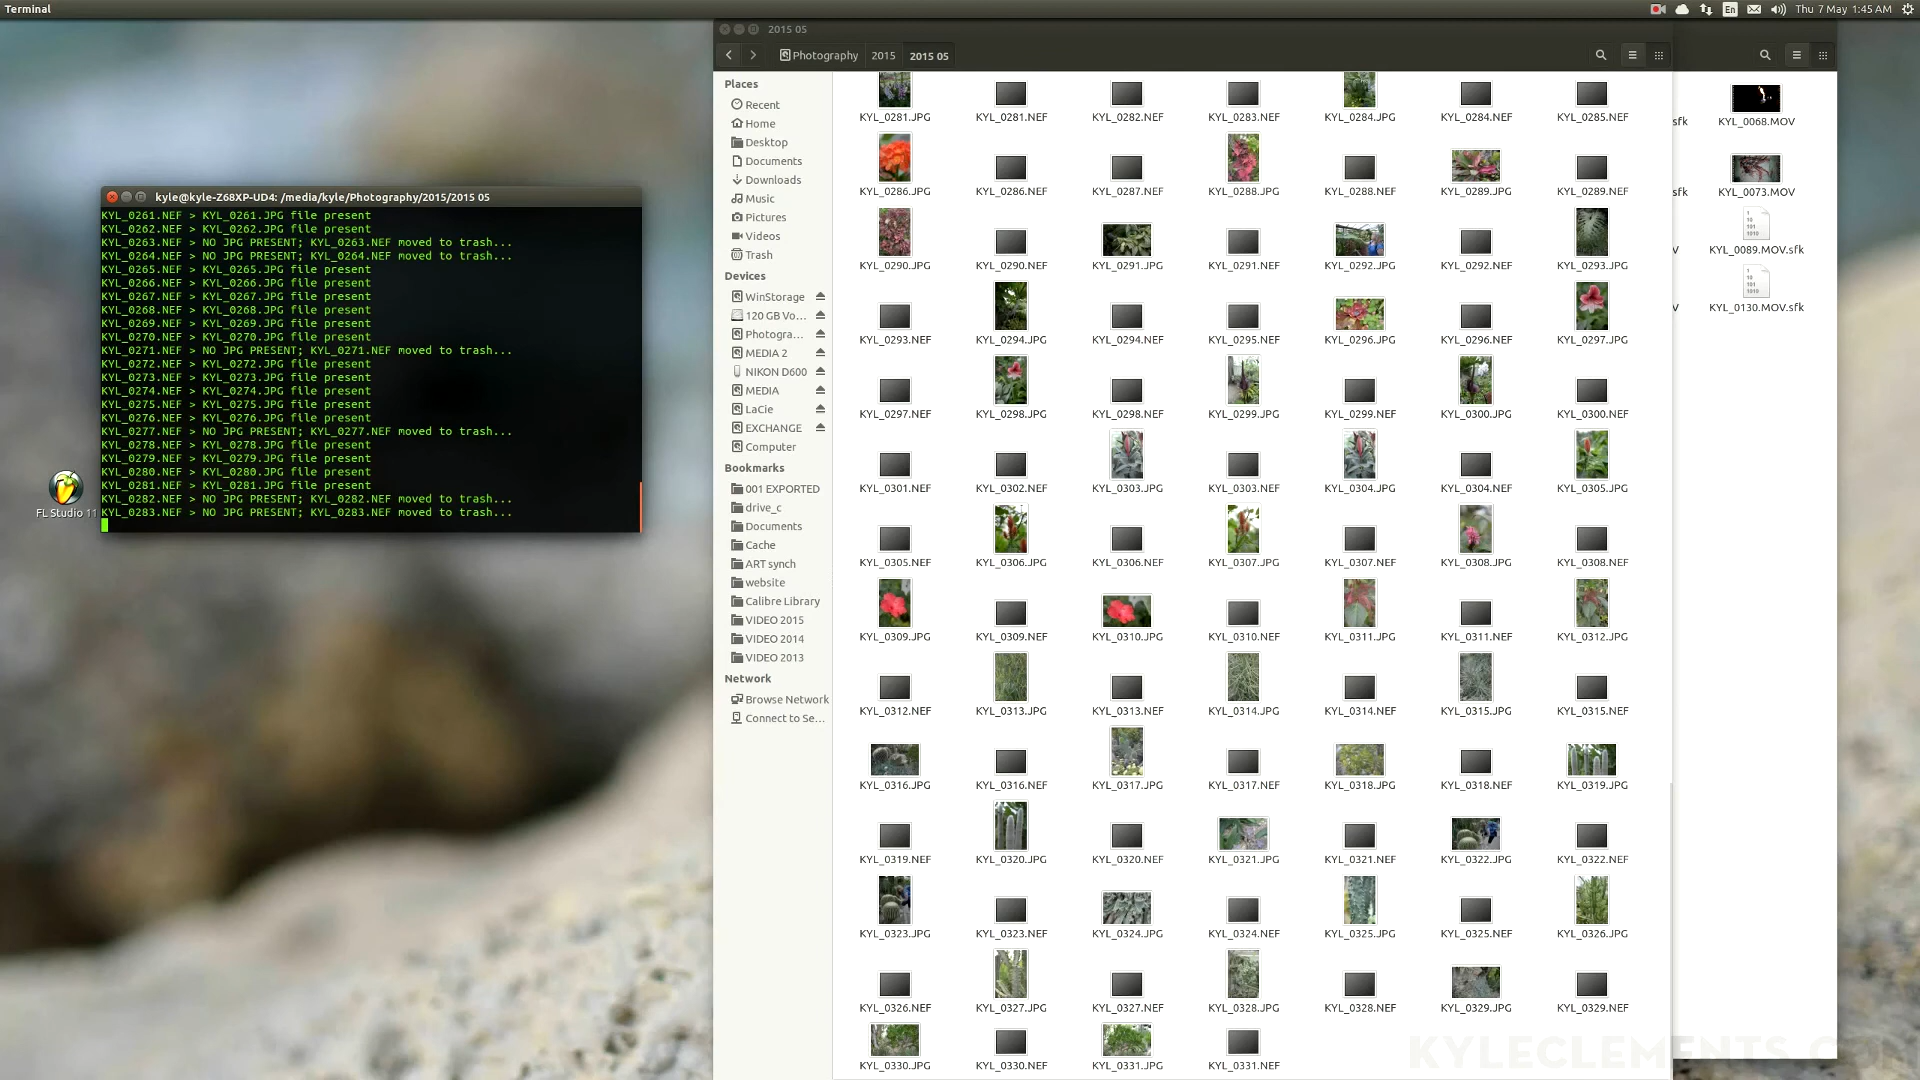 Terminal
En
Thu 7 May 1:45 AM
kyle@kyle-Z68XP-UD4: /media/kyle/Photography/2015/2015 05
KYL_0261.NEF > KYL_0261.JPG file present
KYL_0262.NEF > KYL_0262.JPG file present
KYL_0263.NEF > NO JPG PRESENT; KYL_0263.NEF moved to trash...
KYL_0264.NEF > NO JPG PRESENT; KYL_0264.NEF moved to trash...
KYL_0265.NEF > KYL_0265.JPG file present
KYL_0266.NEF > KYL_0266.JPG file present
KYL_0267.NEF > KYL_0267.JPG file present
KYL_0268.NEF > KYL_0268.JPG file present
KYL_0269.NEF > KYL_0269.JPG file present
KYL_0270.NEF > KYL_0270.JPG file present
KYL_0271.NEF > NO JPG PRESENT; KYL_0271.NEF moved to trash...
KYL_0272.NEF > KYL_0272.JPG file present
KYL_0273.NEF > KYL_0273.JPG file present
KYL_0274.NEF > KYL_0274.JPG file present
KYL_0275.NEF > KYL_0275.JPG file present
KYL_0276.NEF > KYL_0276.JPG file present
KYL_0277.NEF > NO JPG PRESENT; KYL_0277.NEF moved to trash...
KYL_0278.NEF > KYL_0278.JPG file present
KYL_0279.NEF > KYL_0279.JPG file present
KYL_0280.NEF > KYL_0280.JPG file present
KYL_0281.NEF > KYL_0281.JPG file present
KYL_0282.NEF > NO JPG PRESENT; KYL_0282.NEF moved to trash...
KYL_0283.NEF > NO JPG PRESENT; KYL_0283.NEF moved to trash...
FL Studio 11
2015 05
Photography 2015 2015 05
Places
Recent
Home
Desktop
Documents
Downloads
Music
Pictures
Videos
Trash
Devices
WinStorage
120 GB Vo...
Photogra...
MEDIA 2
NIKON D600
MEDIA
LaCie
EXCHANGE
Computer
Bookmarks
001 EXPORTED
drive_c
Documents
Cache
ART synch
website
Calibre Library
VIDEO 2015
VIDEO 2014
VIDEO 2013
Network
Browse Network
Connect to Se...
KYL_0281.JPG KYL_0281.NEF KYL_0282.NEF KYL_0283.NEF KYL_0284.JPG KYL_0284.NEF KYL_0285.NEF
KYL_0286.JPG KYL_0286.NEF KYL_0287.NEF KYL_0288.JPG KYL_0288.NEF KYL_0289.JPG KYL_0289.NEF
KYL_0290.JPG KYL_0290.NEF KYL_0291.JPG KYL_0291.NEF KYL_0292.JPG KYL_0292.NEF KYL_0293.JPG
KYL_0293.NEF KYL_0294.JPG KYL_0294.NEF KYL_0295.NEF KYL_0296.JPG KYL_0296.NEF KYL_0297.JPG
KYL_0297.NEF KYL_0298.JPG KYL_0298.NEF KYL_0299.JPG KYL_0299.NEF KYL_0300.JPG KYL_0300.NEF
KYL_0301.NEF KYL_0302.NEF KYL_0303.JPG KYL_0303.NEF KYL_0304.JPG KYL_0304.NEF KYL_0305.JPG
KYL_0305.NEF KYL_0306.JPG KYL_0306.NEF KYL_0307.JPG KYL_0307.NEF KYL_0308.JPG KYL_0308.NEF
KYL_0309.JPG KYL_0309.NEF KYL_0310.JPG KYL_0310.NEF KYL_0311.JPG KYL_0311.NEF KYL_0312.JPG
KYL_0312.NEF KYL_0313.JPG KYL_0313.NEF KYL_0314.JPG KYL_0314.NEF KYL_0315.JPG KYL_0315.NEF
KYL_0316.JPG KYL_0316.NEF KYL_0317.JPG KYL_0317.NEF KYL_0318.JPG KYL_0318.NEF KYL_0319.JPG
KYL_0319.NEF KYL_0320.JPG KYL_0320.NEF KYL_0321.JPG KYL_0321.NEF KYL_0322.JPG KYL_0322.NEF
KYL_0323.JPG KYL_0323.NEF KYL_0324.JPG KYL_0324.NEF KYL_0325.JPG KYL_0325.NEF KYL_0326.JPG
KYL_0326.NEF KYL_0327.JPG KYL_0327.NEF KYL_0328.JPG KYL_0328.NEF KYL_0329.JPG KYL_0329.NEF
KYL_0330.JPG KYL_0330.NEF KYL_0331.JPG KYL_0331.NEF
sfk KYL_0068.MOV
sfk KYL_0073.MOV
V KYL_0089.MOV.sfk
V KYL_0130.MOV.sfk
KYLECLEMENTS.CO